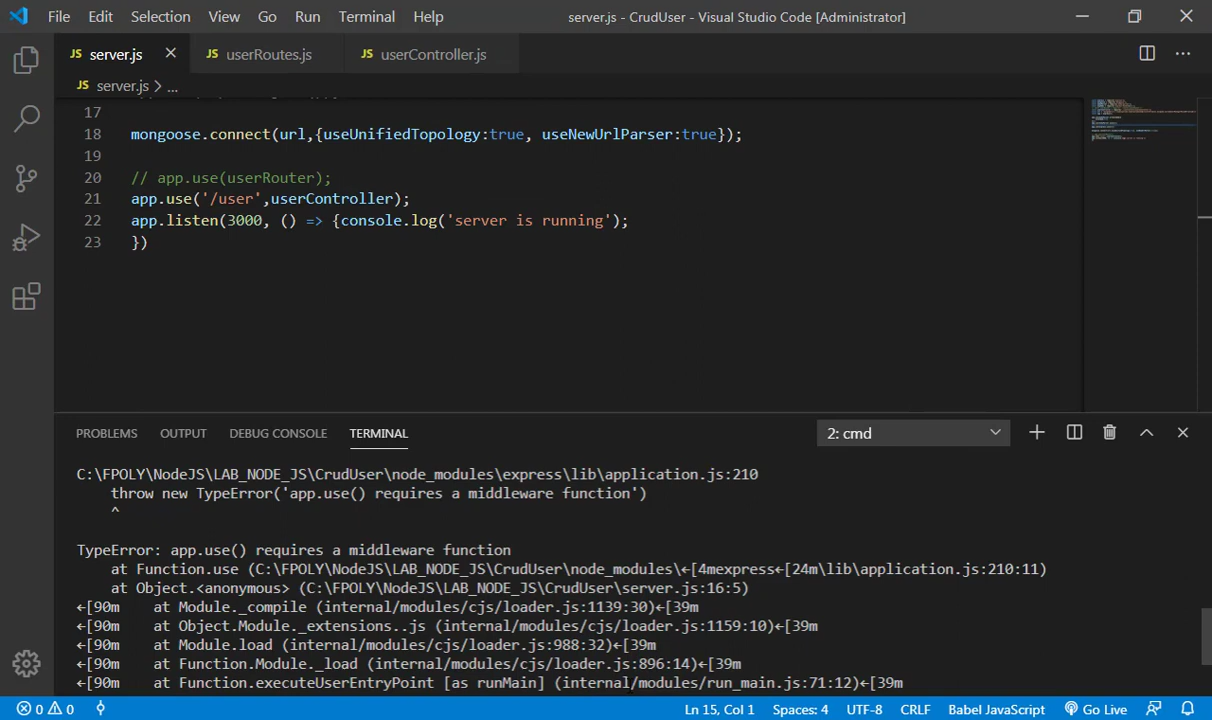 File Edit Selection View Go Run Terminal Help server.js - CrudUser - Visual Studio Code [Administrator]
JS server.js JS userRoutes.js JS userController.js
JS server.js > ...
17
18 mongoose.connect(url,{useUnifiedTopology:true, useNewUrlParser:true});
19
20 // app.use(userRouter);
21 app.use('/user',userController);
22 app.listen(3000, () => {console.log('server is running');
23 })
PROBLEMS OUTPUT DEBUG CONSOLE TERMINAL 2: cmd
C:\FPOLY\NodeJS\LAB_NODE_JS\CrudUser\node_modules\express\lib\application.js:210
throw new TypeError('app.use() requires a middleware function')
^
TypeError: app.use() requires a middleware function
at Function.use (C:\FPOLY\NodeJS\LAB_NODE_JS\CrudUser\node_modules\←[4mexpress←[24m\lib\application.js:210:11)
at Object.<anonymous> (C:\FPOLY\NodeJS\LAB_NODE_JS\CrudUser\server.js:16:5)
←[90m at Module._compile (internal/modules/cjs/loader.js:1139:30)←[39m
←[90m at Object.Module._extensions..js (internal/modules/cjs/loader.js:1159:10)←[39m
←[90m at Module.load (internal/modules/cjs/loader.js:988:32)←[39m
←[90m at Function.Module._load (internal/modules/cjs/loader.js:896:14)←[39m
←[90m at Function.executeUserEntryPoint [as runMain] (internal/modules/run_main.js:71:12)←[39m
0 0 Ln 15, Col 1 Spaces: 4 UTF-8 CRLF Babel JavaScript Go Live